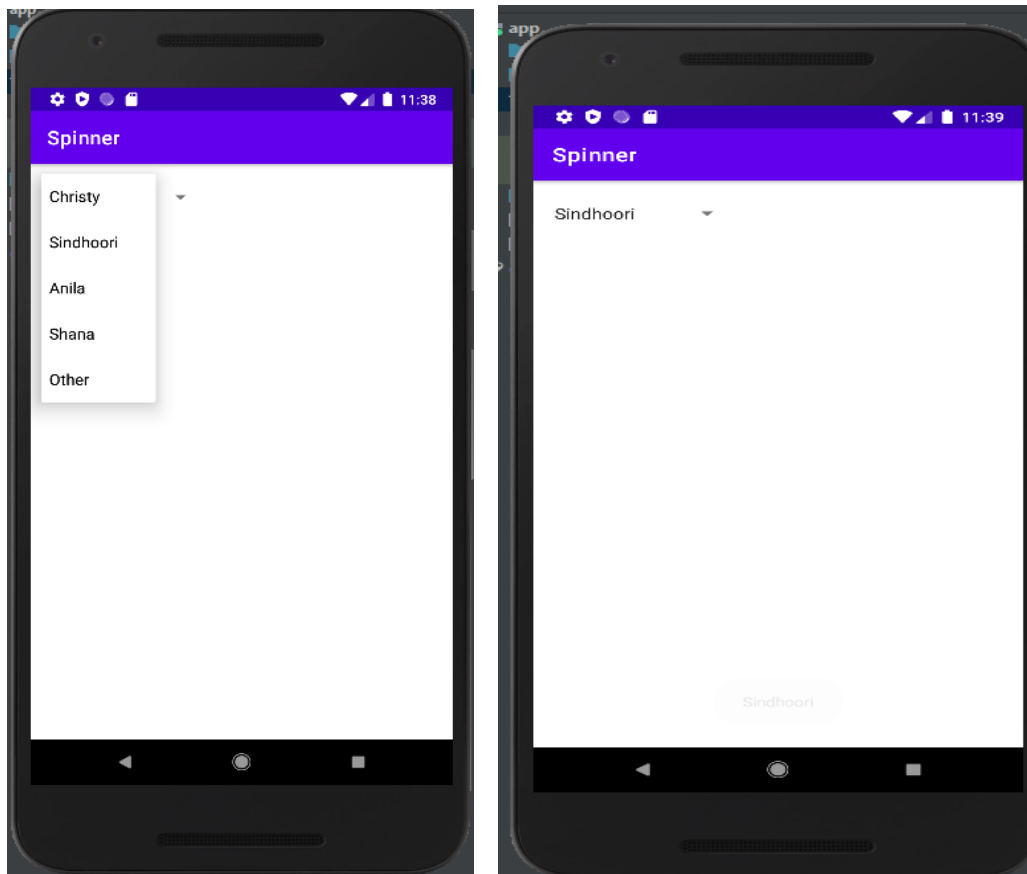 app
11:38
Spinner
Christy
Sindhoori
Anila
Shana
Other
app
11:39
Spinner
Sindhoori
Sindhoori